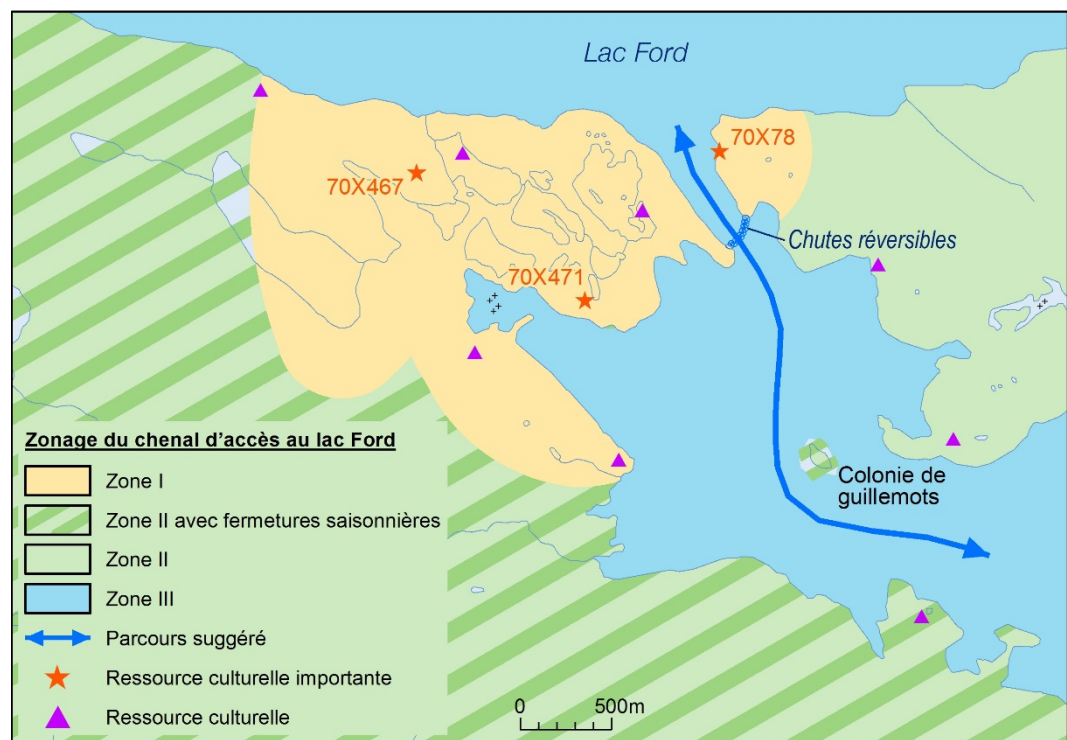 Lac Ford
70X78
70X467
Chutes réversibles
70X471
Colonie de
guillemots
Zonage du chenal d'accès au lac Ford
Zone I
Zone II avec fermetures saisonnières
Zone II
Zone III
Parcours suggéré
Ressource culturelle importante
Ressource culturelle
0 500m